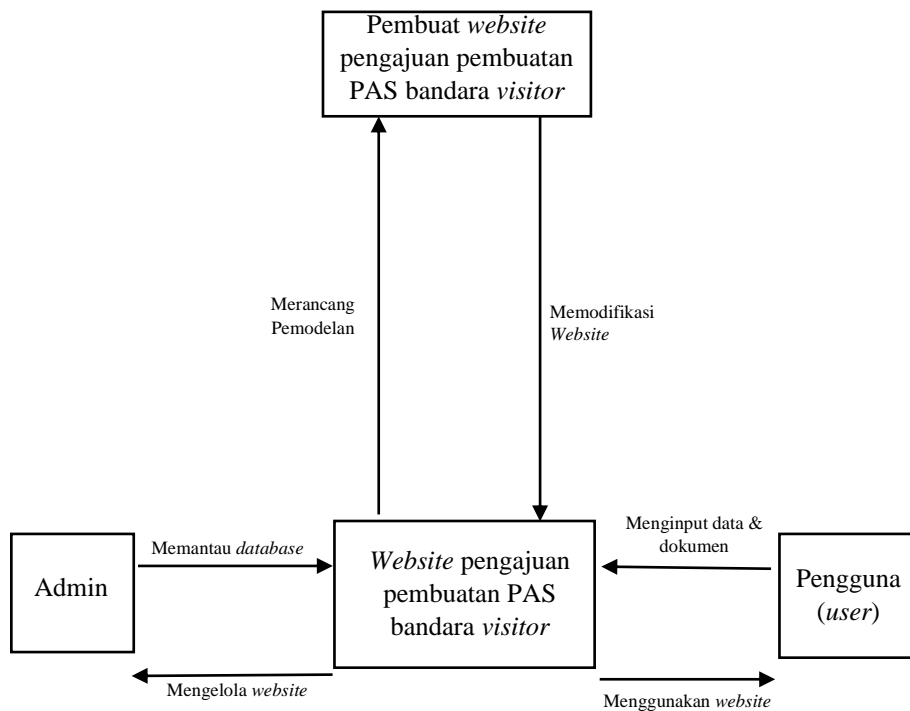 Pembuat website
pengajuan pembuatan
PAS bandara visitor
Merancang
Pemodelan
Memodifikasi
Website
Admin
Memantau database
Website pengajuan
pembuatan PAS
bandara visitor
Menginput data &
dokumen
Pengguna
(user)
Mengelola website
Menggunakan website